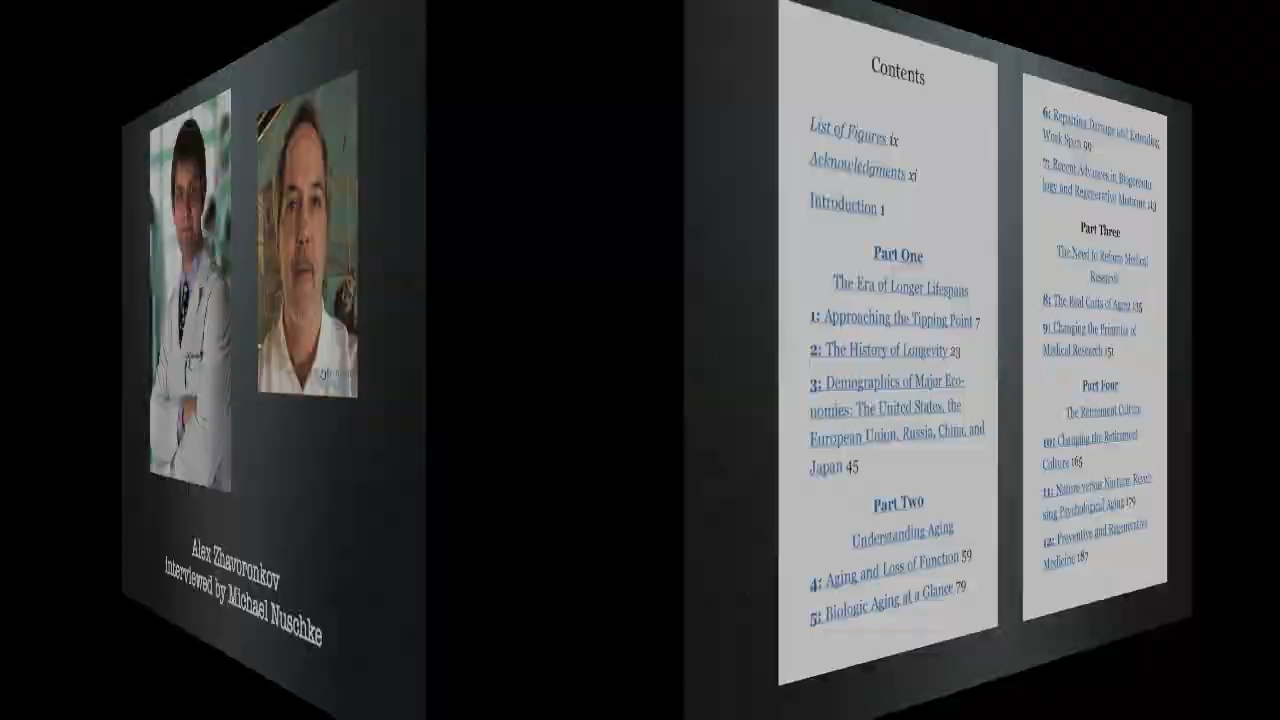 Alex Zhavoronkov
interviewed by Michael Nuschke
Contents
List of Figures ix
Acknowledgments xi
Introduction 1
Part One
The Era of Longer Lifespans
1: Approaching the Tipping Point 7
2: The History of Longevity 23
3: Demographics of Major Eco-
nomies: The United States, the
European Union, Russia, China, and
Japan 45
Part Two
Understanding Aging
4: Aging and Loss of Function 59
5: Biologic Aging at a Glance 79
6: Repairing Damage and Extending
Work Span 99
7: Recent Advances in Biogeronto
logy and Regenerative Medicine 113
Part Three
The Need to Reform Medical
Research
8: The Real Costs of Aging 135
9: Changing the Priorities of
Medical Research 151
Part Four
The Retirement Culture
10: Changing the Retirement
Culture 165
11: Nature versus Nurture: Rever-
sing Psychological Aging 179
12: Preventive and Regenerative
Medicine 187